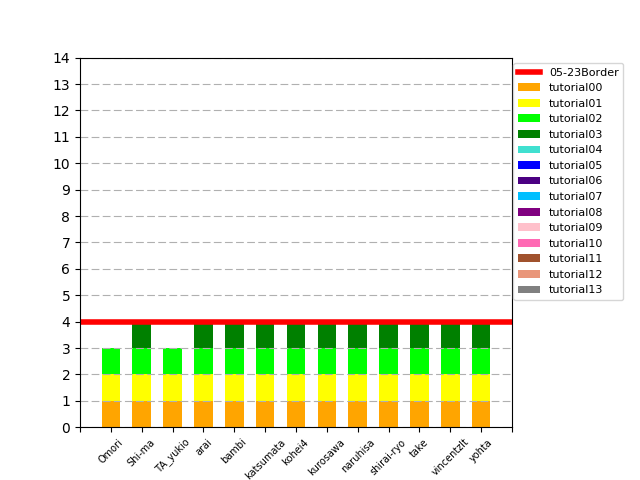 14
13
12
11
10
9
8
7
6
5
4
3
2
1
0
05-23Border
tutorial00
tutorial01
tutorial02
tutorial03
tutorial04
tutorial05
tutorial06
tutorial07
tutorial08
tutorial09
tutorial10
tutorial11
tutorial12
tutorial13
Omori
Shi-ma
TA_yukio
arai
bambi
katsumata
kohei4
kurosawa
naruhisa
shirai-ryo
take
vincentzlt
yohta